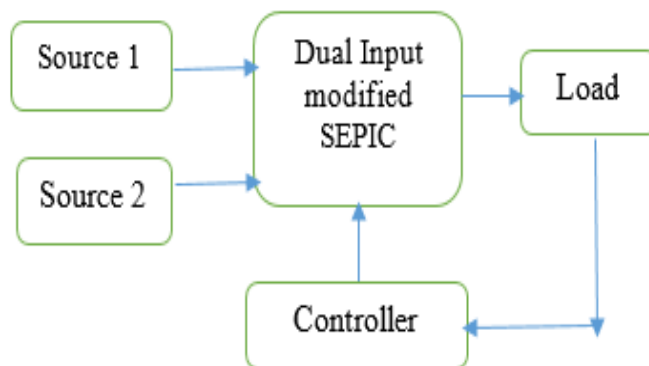 Source 1
Dual Input
modified
SEPIC
Load
Source 2
Controller